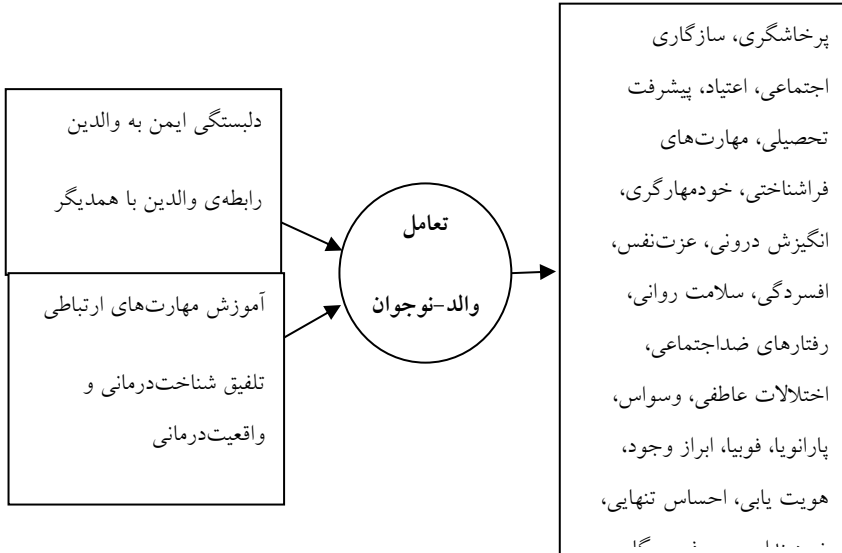 پرخاشگری، سازگاری
اجتماعی، اعتیاد، پیشرفت
تحصیلی، مهارت‌های
فراشناختی، خودمهارگری،
انگیزش درونی، عزت‌نفس،
افسردگی، سلامت روانی،
رفتارهای ضداجتماعی،
اختلالات عاطفی، وسواس،
پارانویا، فوبیا، ابراز وجود،
هویت یابی، احساس تنهایی،
تعامل
والد-نوجوان
دلبستگی ایمن به والدین
رابطه‌ی والدین با همدیگر
آموزش مهارت‌های ارتباطی
تلفیق شناخت‌درمانی و
واقعیت‌درمانی